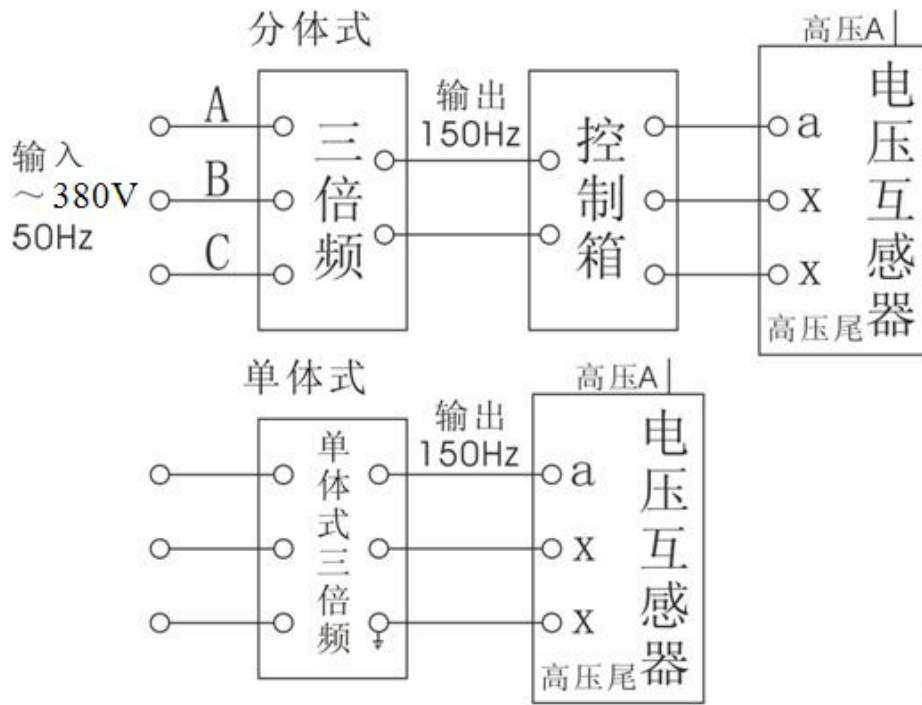 分体式
高压A
A
B
C
输入
～380V
50Hz
三倍频
输出
150Hz
控制箱
a
x
x
电压互感器
高压尾
单体式
高压A
单体式三倍频
输出
150Hz
a
x
x
电压互感器
高压尾